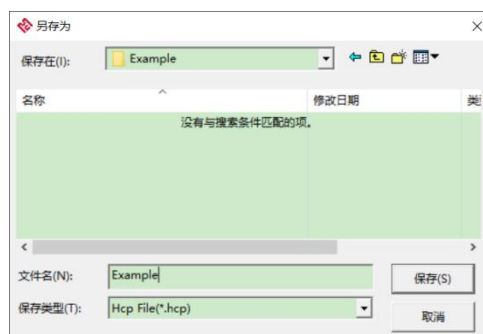 另存为
保存在(I): Example
名称 修改日期 类
没有与搜索条件匹配的项。
文件名(N): Example 保存(S)
保存类型(T): Hcp File(*.hcp) 取消